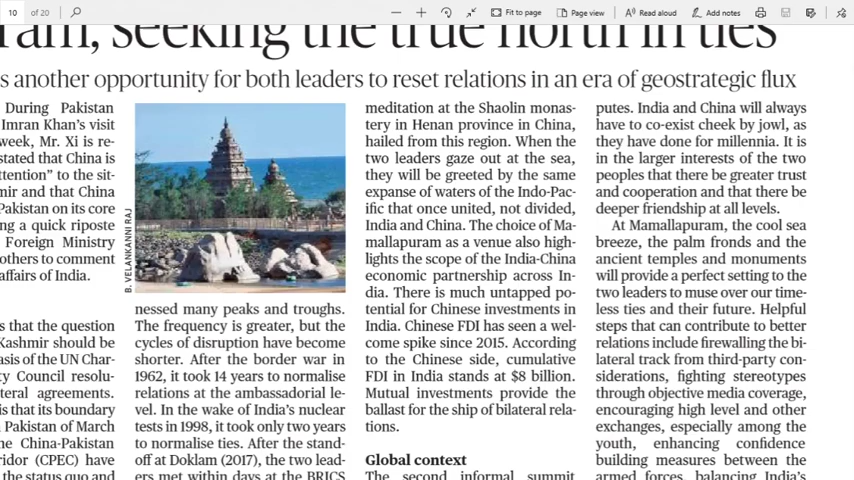 10 of 20 Fit to page Page view Read aloud Add notes
ram, seeking the true north in ties
s another opportunity for both leaders to reset relations in an era of geostrategic flux
During Pakistan
Imran Khan's visit
week, Mr. Xi is re-
stated that China is
ttention" to the sit-
mir and that China
Pakistan on its core
ng a quick riposte
Foreign Ministry
others to comment
affairs of India.
s that the question
Kashmir should be
asis of the UN Char-
ty Council resolu-
teral agreements.
is that its boundary
Pakistan of March
he China-Pakistan
ridor (CPEC) have
the status quo and
B. VELANKANNI RAJ
nessed many peaks and troughs.
The frequency is greater, but the
cycles of disruption have become
shorter. After the border war in
1962, it took 14 years to normalise
relations at the ambassadorial le-
vel. In the wake of India's nuclear
tests in 1998, it took only two years
to normalise ties. After the stand-
off at Doklam (2017), the two lead-
ers met within days at the BRICS
meditation at the Shaolin monas-
tery in Henan province in China,
hailed from this region. When the
two leaders gaze out at the sea,
they will be greeted by the same
expanse of waters of the Indo-Pac-
ific that once united, not divided,
India and China. The choice of Ma-
mallapuram as a venue also high-
lights the scope of the India-China
economic partnership across In-
dia. There is much untapped po-
tential for Chinese investments in
India. Chinese FDI has seen a wel-
come spike since 2015. According
to the Chinese side, cumulative
FDI in India stands at $8 billion.
Mutual investments provide the
ballast for the ship of bilateral rela-
tions.
Global context
The second informal summit
putes. India and China will always
have to co-exist cheek by jowl, as
they have done for millennia. It is
in the larger interests of the two
peoples that there be greater trust
and cooperation and that there be
deeper friendship at all levels.
At Mamallapuram, the cool sea
breeze, the palm fronds and the
ancient temples and monuments
will provide a perfect setting to the
two leaders to muse over our time-
less ties and their future. Helpful
steps that can contribute to better
relations include firewalling the bi-
lateral track from third-party con-
siderations, fighting stereotypes
through objective media coverage,
encouraging high level and other
exchanges, especially among the
youth, enhancing confidence
building measures between the
armed forces, balancing India's